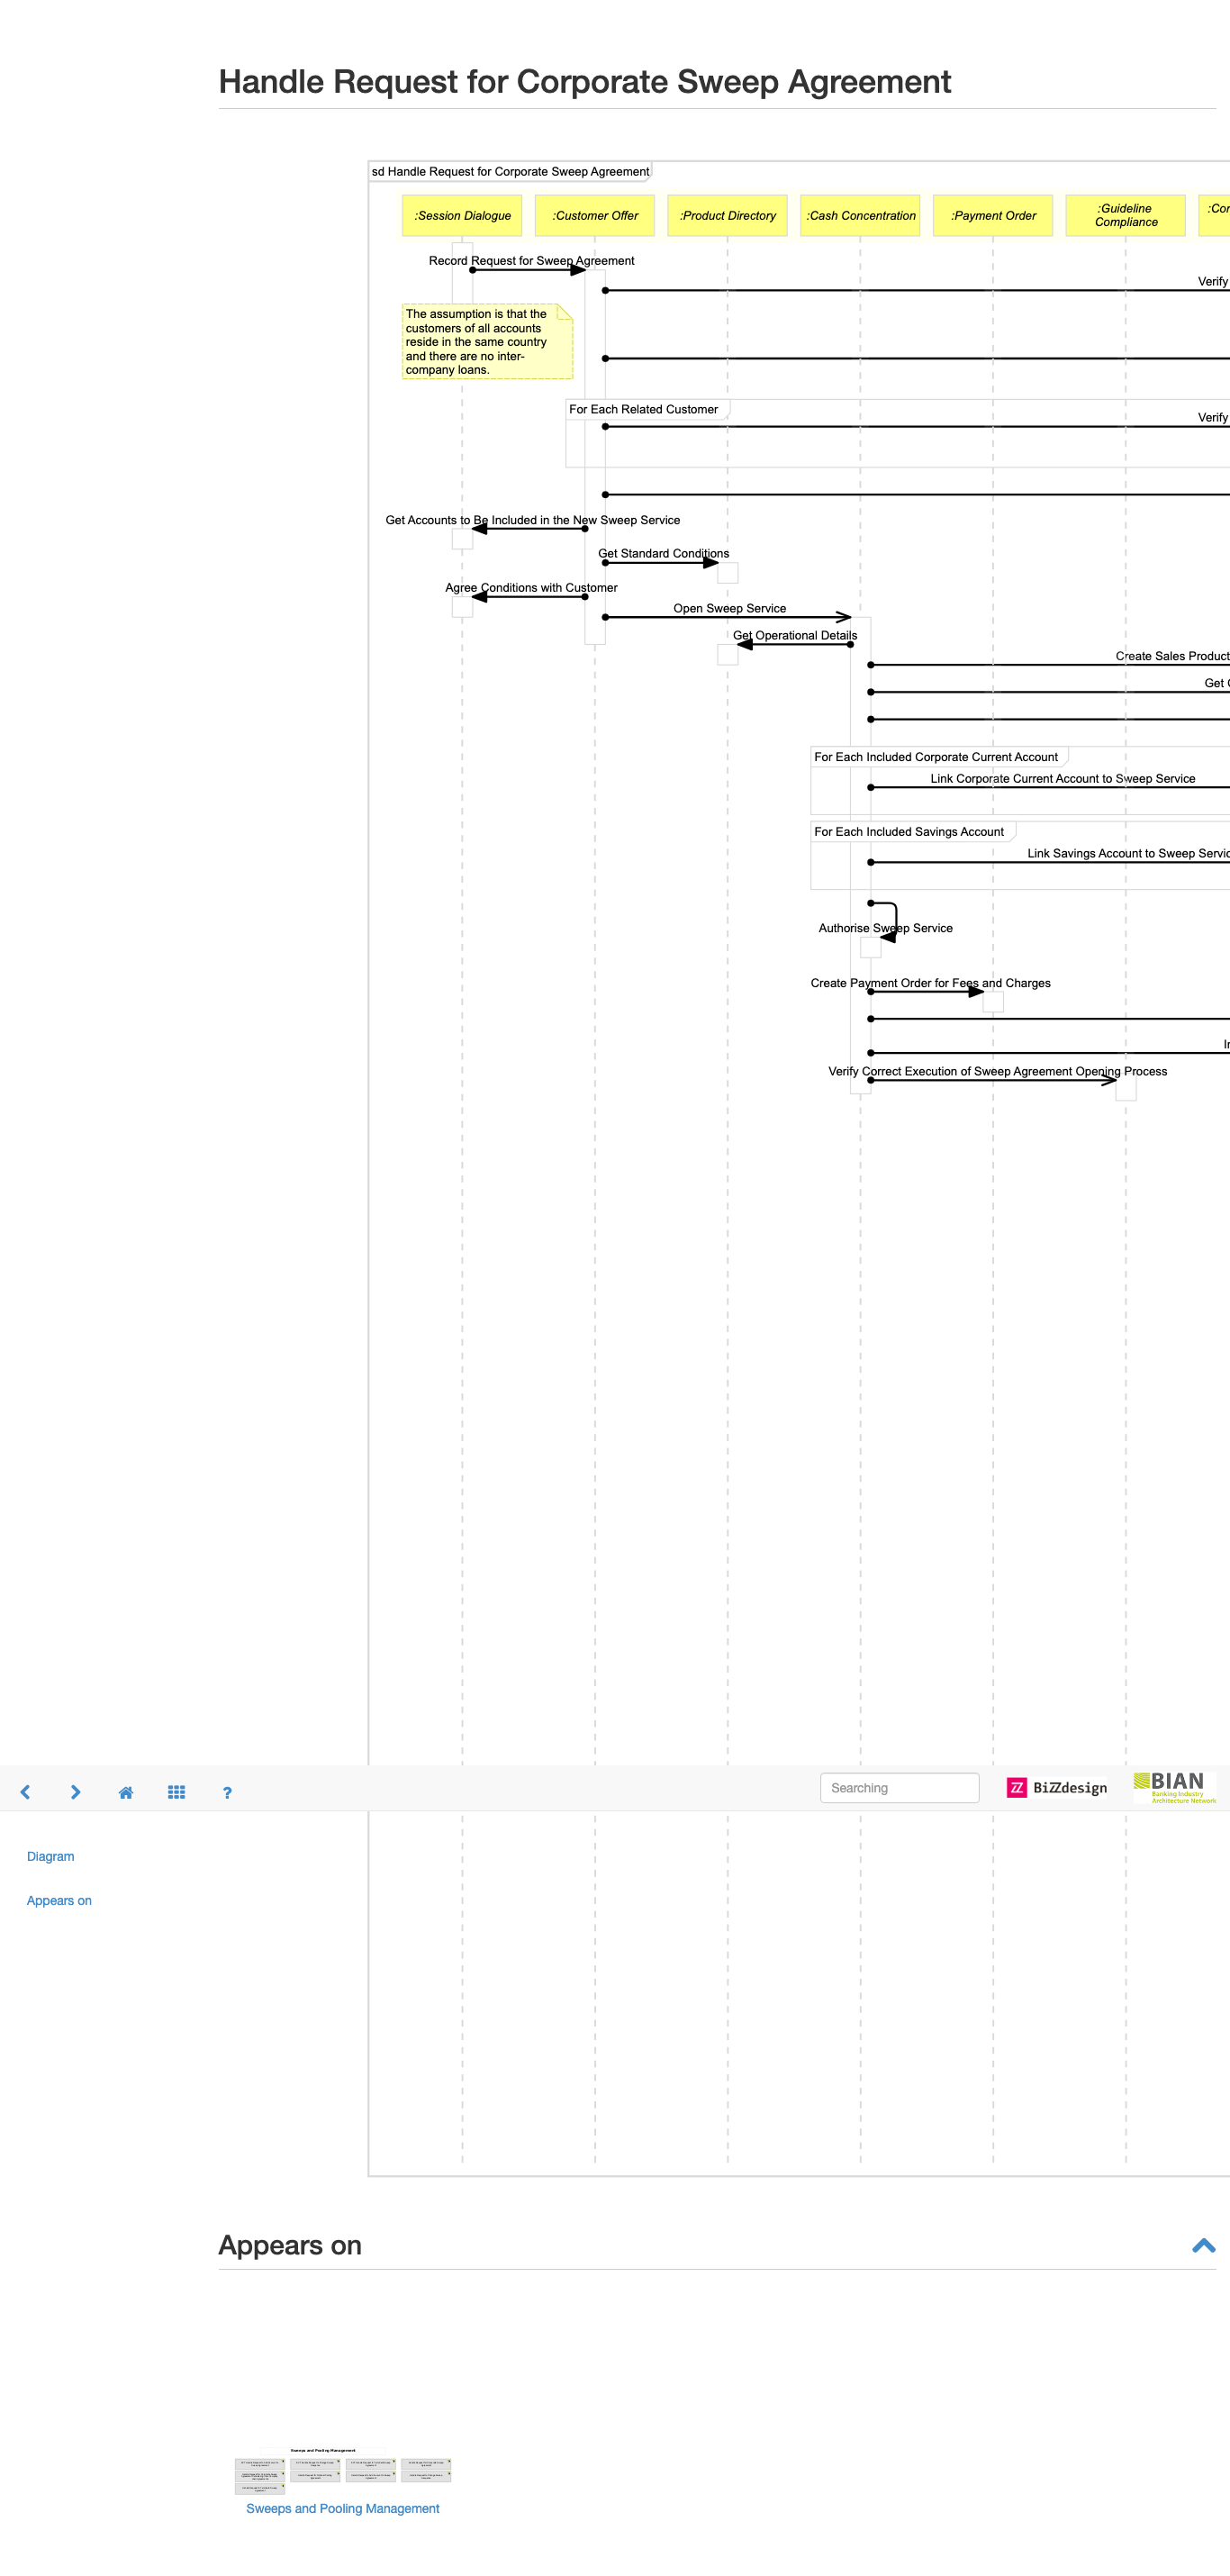 Handle Request for Corporate Sweep Agreement
sd Handle Request for Corporate Sweep Agreement
:Session Dialogue
:Customer Offer
:Product Directory
:Cash Concentration
:Payment Order
:Guideline
Compliance
:Cor
Record Request for Sweep Agreement
Verify
The assumption is that the
customers of all accounts
reside in the same country
and there are no inter-
company loans.
For Each Related Customer
Verify
Get Accounts to Be Included in the New Sweep Service
Get Standard Conditions
Agree Conditions with Customer
Open Sweep Service
Get Operational Details
Create Sales Product
Get
For Each Included Corporate Current Account
Link Corporate Current Account to Sweep Service
For Each Included Savings Account
Link Savings Account to Sweep Servic
Authorise Sweep Service
Create Payment Order for Fees and Charges
In
Verify Correct Execution of Sweep Agreement Opening Process
?
Searching
BiZZdesign
BIAN
Banking Industry
Architecture Network
Diagram
Appears on
Appears on
Sweeps and Pooling Management
Sweeps and Pooling Management